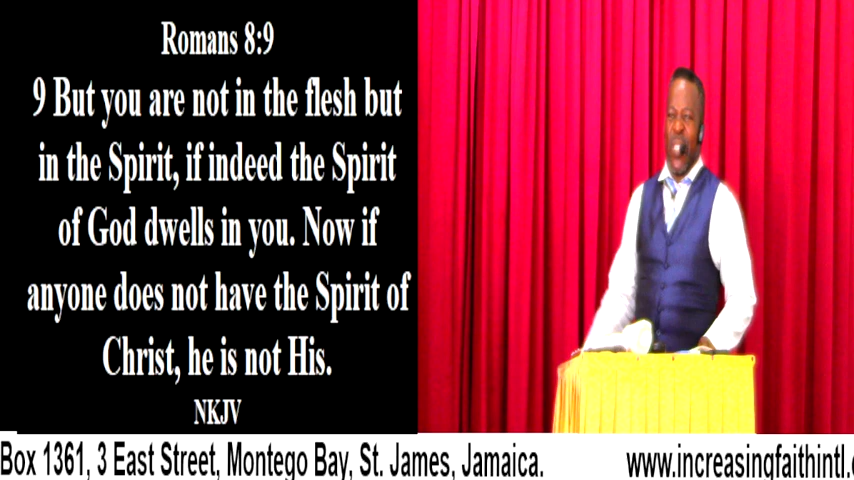 Romans 8:9
9 But you are not in the flesh but
in the Spirit, if indeed the Spirit
of God dwells in you. Now if
anyone does not have the Spirit of
Christ, he is not His.
NKJV
Box 1361, 3 East Street, Montego Bay, St. James, Jamaica. www.increasingfaithintl.